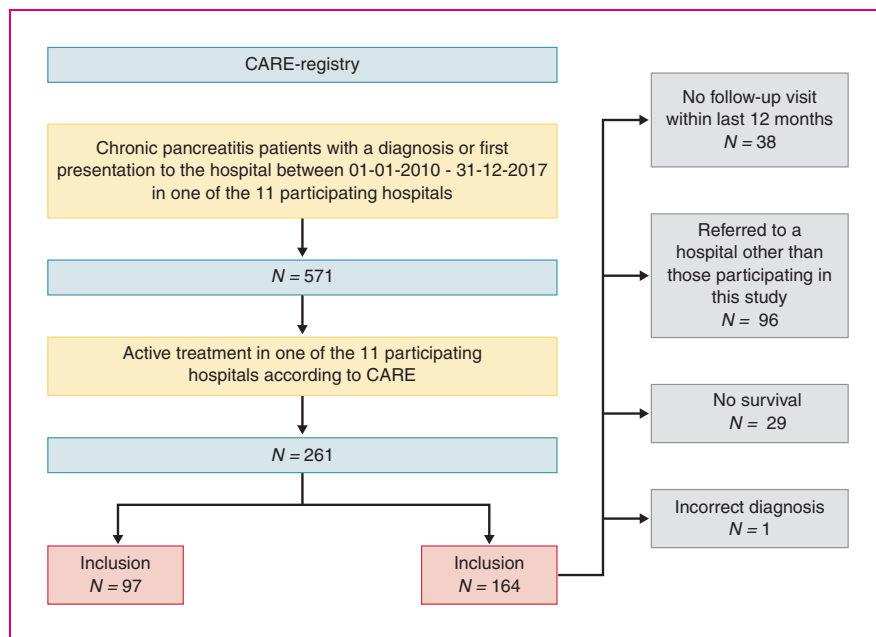 CARE-registry
Chronic pancreatitis patients with a diagnosis or first
presentation to the hospital between 01-01-2010 - 31-12-2017
in one of the 11 participating hospitals
N = 571
Active treatment in one of the 11 participating
hospitals according to CARE
N = 261
Inclusion
N = 97
Inclusion
N = 164
No follow-up visit
within last 12 months
N = 38
Referred to a
hospital other than
those participating in
this study
N = 96
No survival
N = 29
Incorrect diagnosis
N = 1